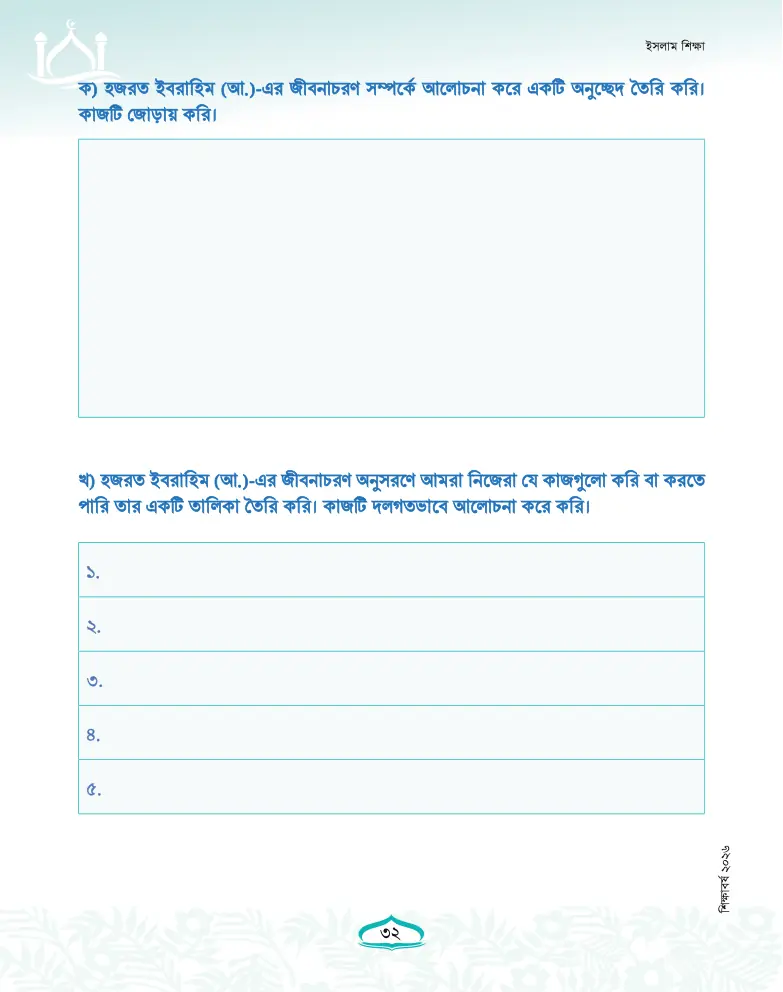 ইসলাম শিক্ষা
ক) হজরত ইবরাহিম (আ.)-এর জীবনাচরণ সম্পর্কে আলোচনা করে একটি অনুচ্ছেদ তৈরি করি।
কাজটি জোড়ায় করি।
খ) হজরত ইবরাহিম (আ.)-এর জীবনাচরণ অনুসরণে আমরা নিজেরা যে কাজগুলো করি বা করতে
পারি তার একটি তালিকা তৈরি করি। কাজটি দলগতভাবে আলোচনা করে করি।
১.
২.
৩.
৪.
৫.
শিক্ষাবর্ষ ২০২৬
৩২